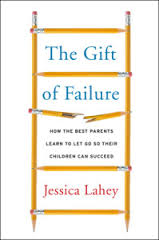 The Gift
of Failure
HOW THE BEST PARENTS
LEARN TO LET GO SO THEIR
CHILDREN CAN SUCCEED
Jessica Lahey